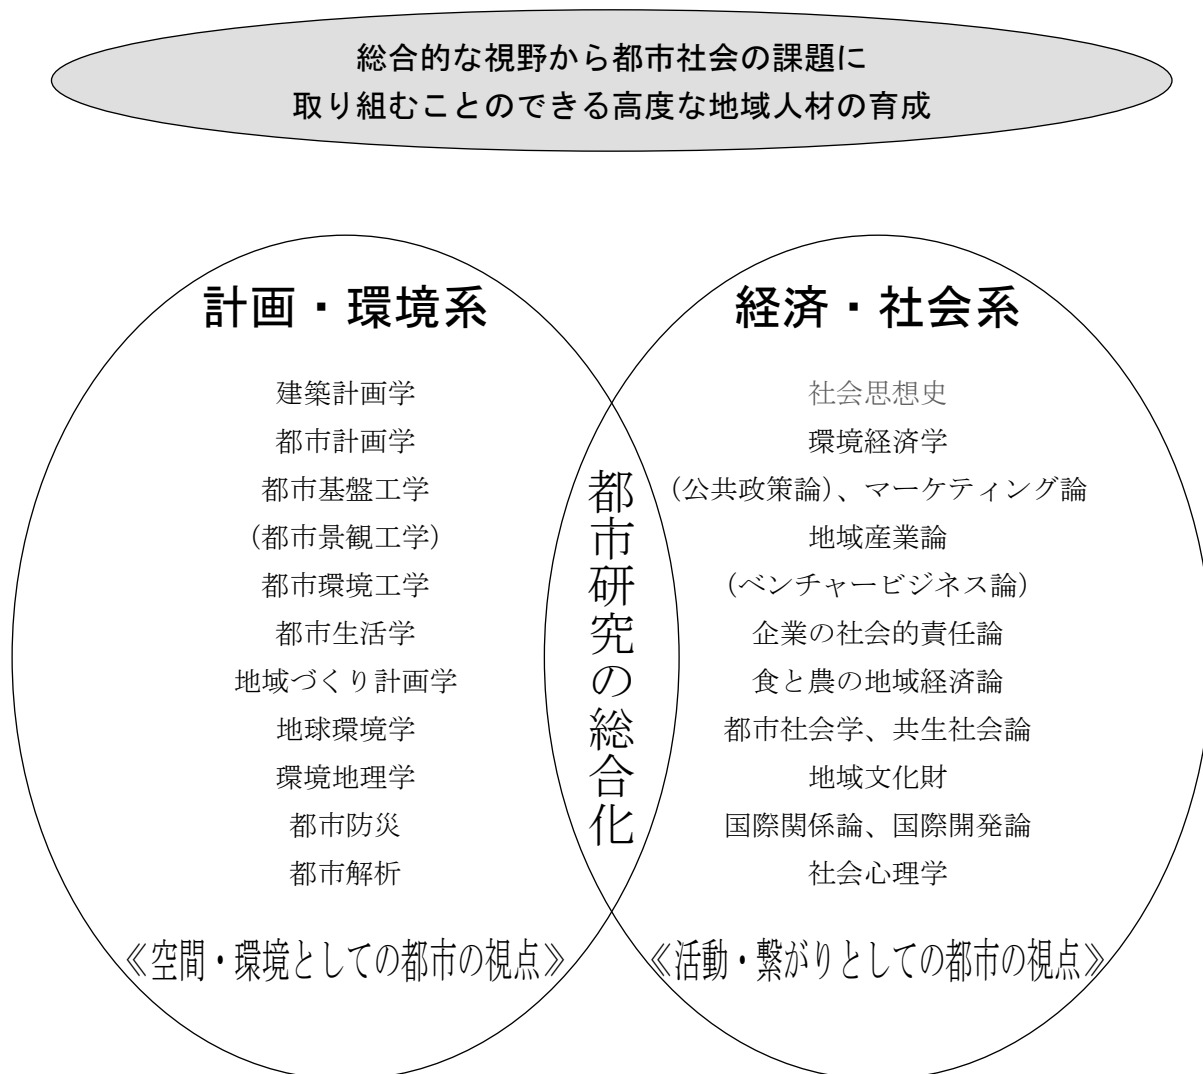 総合的な視野から都市社会の課題に
取り組むことのできる高度な地域人材の育成
計画・環境系
建築計画学
都市計画学
都市基盤工学
(都市景観工学)
都市環境工学
都市生活学
地域づくり計画学
地球環境学
環境地理学
都市防災
都市解析
《空間・環境としての都市の視点》
都市研究の総合化
経済・社会系
社会思想史
環境経済学
(公共政策論)、マーケティング論
地域産業論
(ベンチャービジネス論)
企業の社会的責任論
食と農の地域経済論
都市社会学、共生社会論
地域文化財
国際関係論、国際開発論
社会心理学
《活動・繋がりとしての都市の視点》